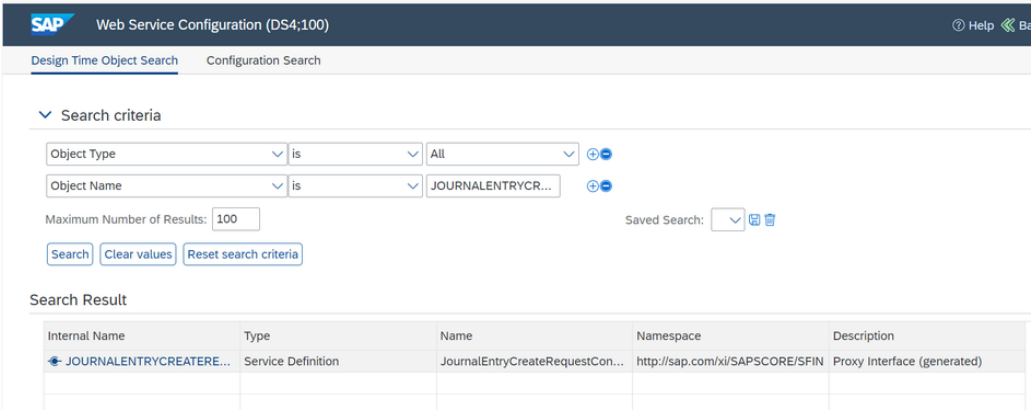 SAP Web Service Configuration (DS4;100) Help Ba
Design Time Object Search Configuration Search
Search criteria
Object Type is All
Object Name is JOURNALENTRYCR...
Maximum Number of Results: 100 Saved Search:
Search Clear values Reset search criteria
Search Result
Internal Name Type Name Namespace Description
JOURNALENTRYCREATERE... Service Definition JournalEntryCreateRequestCon... http://sap.com/xi/SAPSCORE/SFIN Proxy Interface (generated)